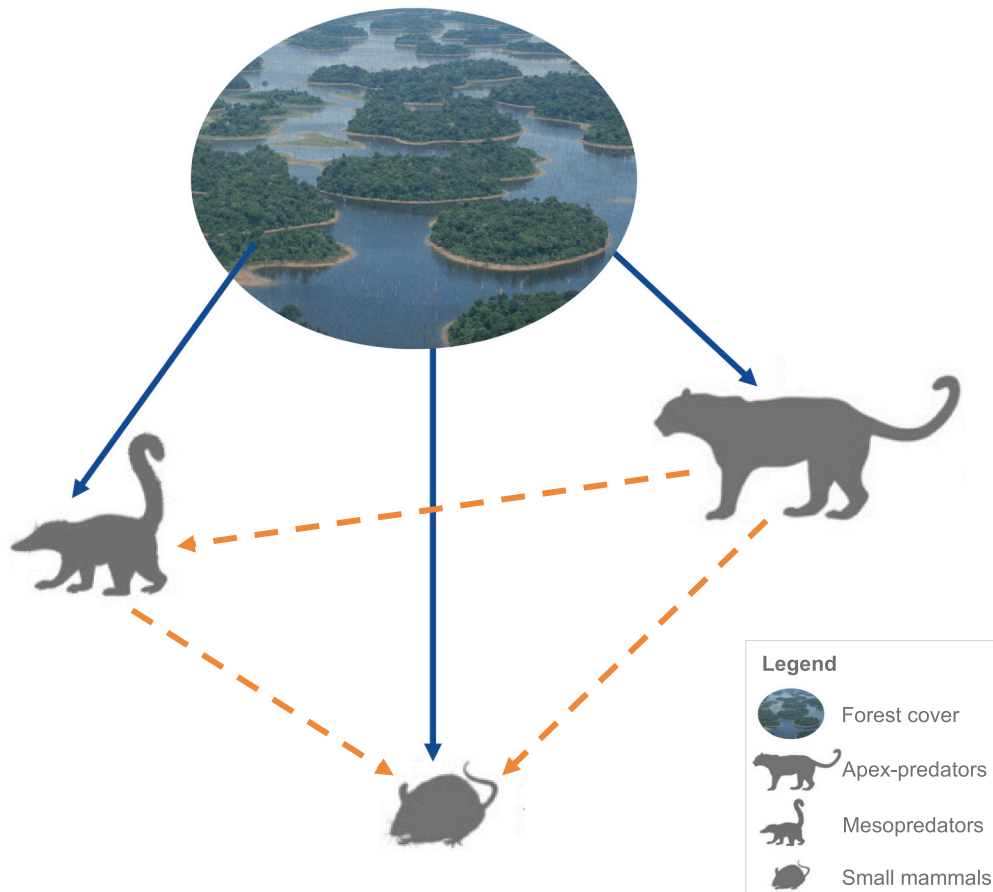 Legend
Forest cover
Apex-predators
Mesopredators
Small mammals